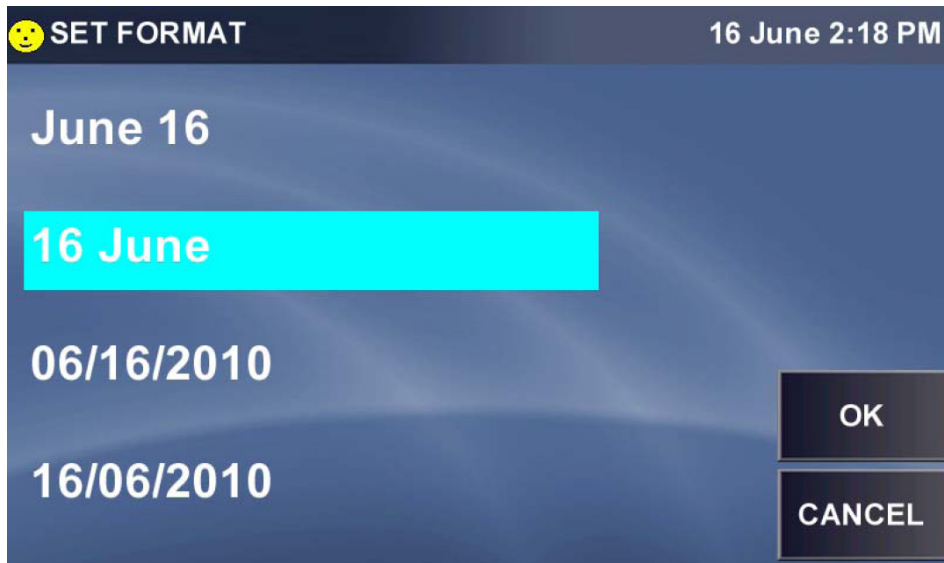 SET FORMAT 16 June 2:18 PM
June 16
16 June
06/16/2010
16/06/2010
OK
CANCEL